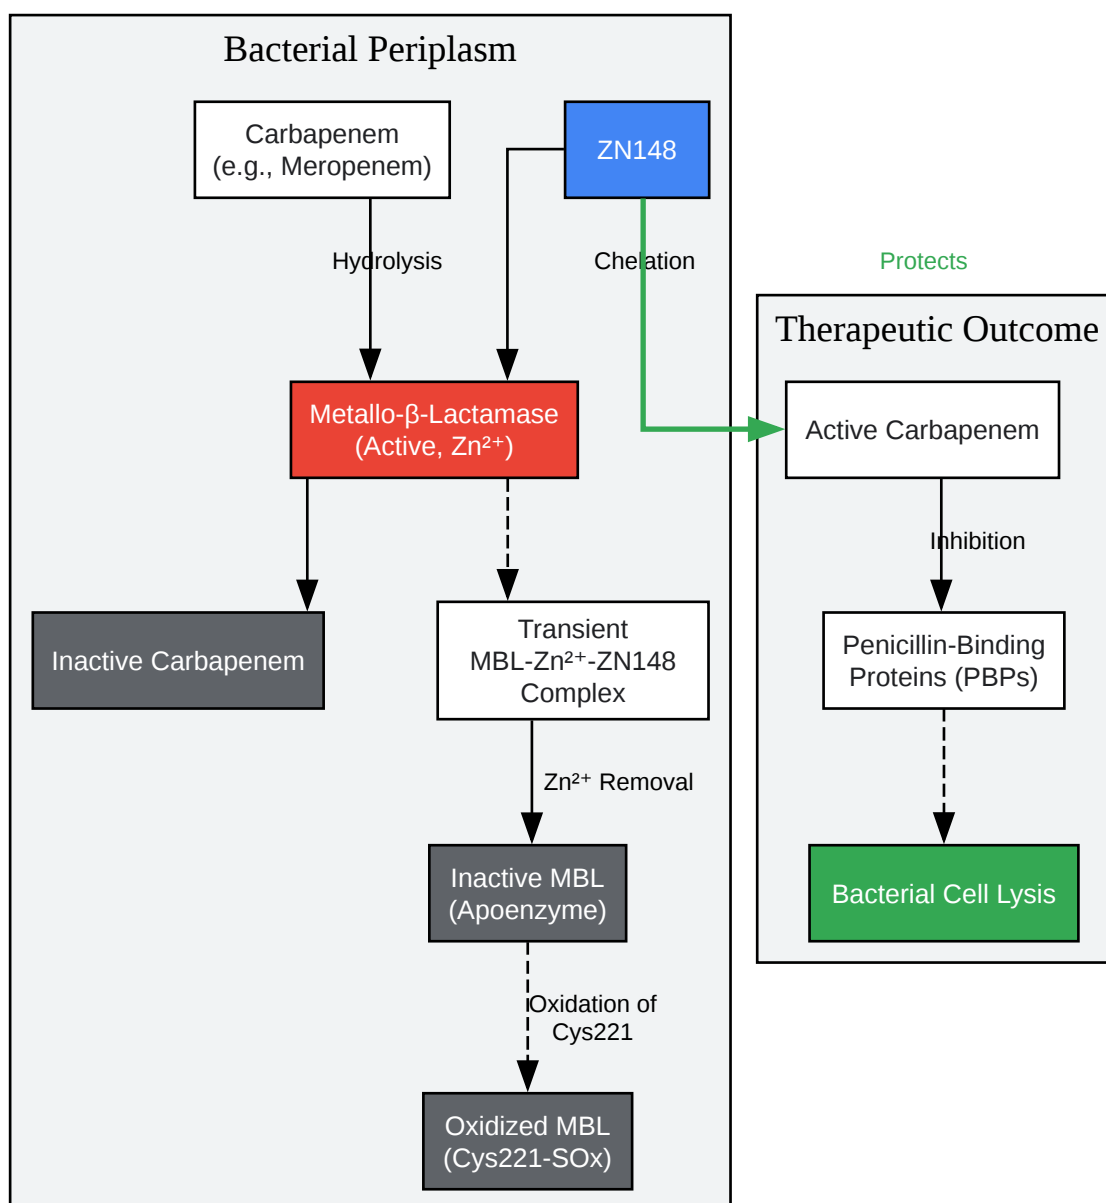 Bacterial Periplasm
Carbapenem
(e.g., Meropenem)
ZN148
Hydrolysis
Chelation
Protects
Therapeutic Outcome
Metallo-β-Lactamase
(Active, Zn²⁺)
Active Carbapenem
Inhibition
Inactive Carbapenem
Transient
MBL-Zn²⁺-ZN148
Complex
Penicillin-Binding
Proteins (PBPs)
Zn²⁺ Removal
Inactive MBL
(Apoenzyme)
Bacterial Cell Lysis
Oxidation of
Cys221
Oxidized MBL
(Cys221-SOx)